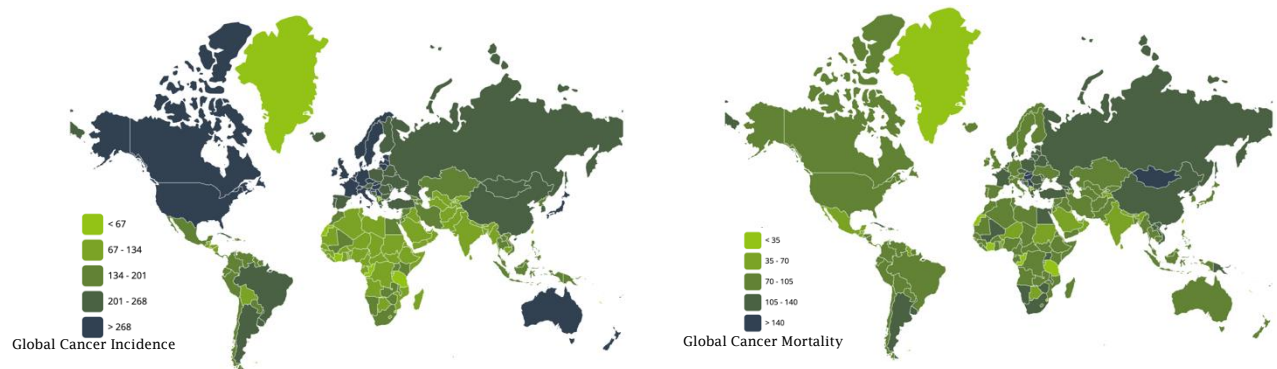 < 67
67 - 134
134 - 201
201 - 268
> 268
Global Cancer Incidence
< 35
35 - 70
70 - 105
105 - 140
> 140
Global Cancer Mortality